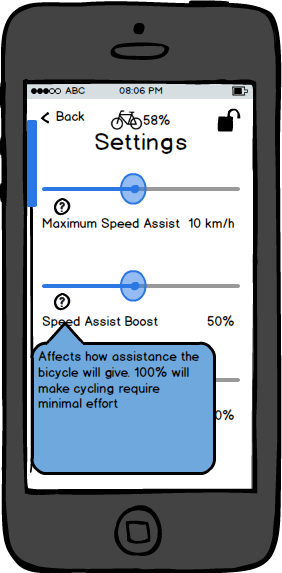 ABC 08:06 PM
< Back 58%
Settings
?
Maximum Speed Assist 10 km/h
?
Speed Assist Boost 50%
Affects how assistance the
bicycle will give. 100% will
make cycling require
minimal effort
0%